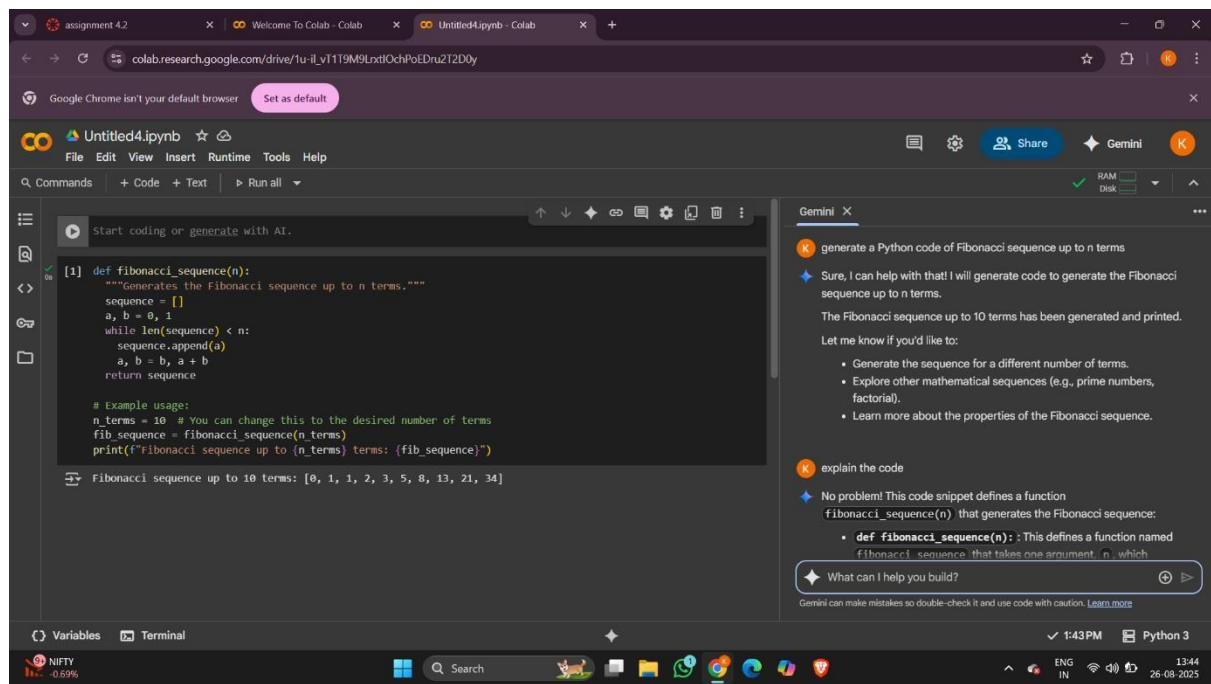 assignment 4.2
Welcome To Colab - Colab
Untitled4.ipynb - Colab
colab.research.google.com/drive/1u-il_vT1T9M9LrxtIOchPoEDru2T2D0y
Google Chrome isn't your default browser
Set as default
Untitled4.ipynb
File Edit View Insert Runtime Tools Help
Share
Gemini
K
Commands + Code + Text Run all
RAM
Disk
Start coding or generate with AI.
0s
[1] def fibonacci_sequence(n):
"""Generates the Fibonacci sequence up to n terms."""
sequence = []
a, b = 0, 1
while len(sequence) < n:
sequence.append(a)
a, b = b, a + b
return sequence
# Example usage:
n_terms = 10 # You can change this to the desired number of terms
fib_sequence = fibonacci_sequence(n_terms)
print(f"Fibonacci sequence up to {n_terms} terms: {fib_sequence}")
Fibonacci sequence up to 10 terms: [0, 1, 1, 2, 3, 5, 8, 13, 21, 34]
Gemini
K generate a Python code of Fibonacci sequence up to n terms
Sure, I can help with that! I will generate code to generate the Fibonacci
sequence up to n terms.
The Fibonacci sequence up to 10 terms has been generated and printed.
Let me know if you'd like to:
• Generate the sequence for a different number of terms.
• Explore other mathematical sequences (e.g., prime numbers,
factorial).
• Learn more about the properties of the Fibonacci sequence.
K explain the code
No problem! This code snippet defines a function
fibonacci_sequence(n) that generates the Fibonacci sequence:
• def fibonacci_sequence(n): : This defines a function named
fibonacci_sequence that takes one argument, n, which
What can I help you build?
Gemini can make mistakes so double-check it and use code with caution. Learn more
{} Variables Terminal
1:43 PM Python 3
9+
NIFTY
-0.69%
Search
ENG
IN
13:44
26-08-2025